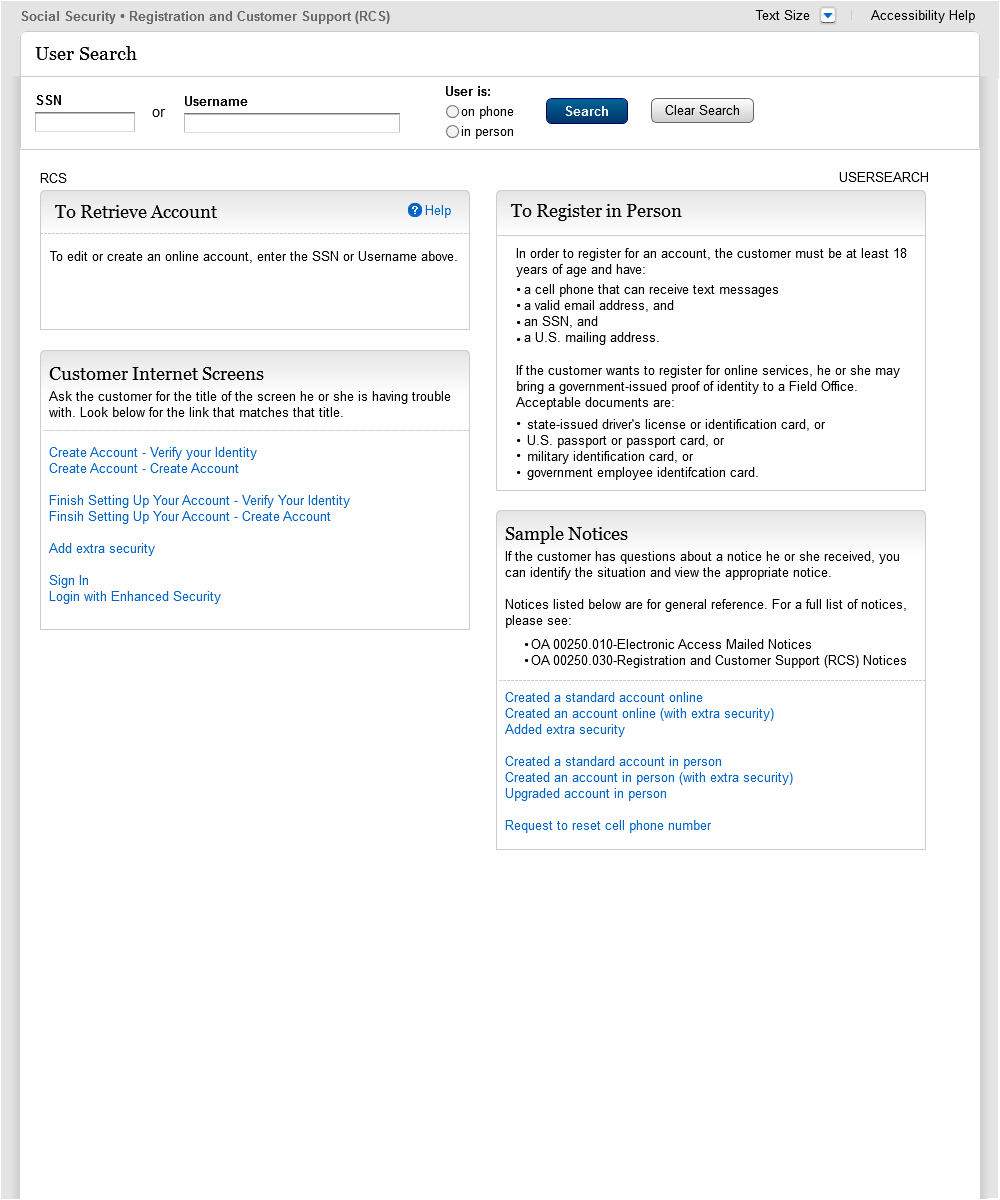 Social Security • Registration and Customer Support (RCS)
Text Size
Accessibility Help
User Search
SSN
or
Username
User is:
on phone
in person
Search
Clear Search
RCS
USERSEARCH
To Retrieve Account
? Help
To edit or create an online account, enter the SSN or Username above.
Customer Internet Screens
Ask the customer for the title of the screen he or she is having trouble
with. Look below for the link that matches that title.
Create Account - Verify your Identity
Create Account - Create Account
Finish Setting Up Your Account - Verify Your Identity
Finsih Setting Up Your Account - Create Account
Add extra security
Sign In
Login with Enhanced Security
To Register in Person
In order to register for an account, the customer must be at least 18
years of age and have:
• a cell phone that can receive text messages
• a valid email address, and
• an SSN, and
• a U.S. mailing address.
If the customer wants to register for online services, he or she may
bring a government-issued proof of identity to a Field Office.
Acceptable documents are:
• state-issued driver's license or identification card, or
• U.S. passport or passport card, or
• military identification card, or
• government employee identifcation card.
Sample Notices
If the customer has questions about a notice he or she received, you
can identify the situation and view the appropriate notice.
Notices listed below are for general reference. For a full list of notices,
please see:
• OA 00250.010-Electronic Access Mailed Notices
• OA 00250.030-Registration and Customer Support (RCS) Notices
Created a standard account online
Created an account online (with extra security)
Added extra security
Created a standard account in person
Created an account in person (with extra security)
Upgraded account in person
Request to reset cell phone number